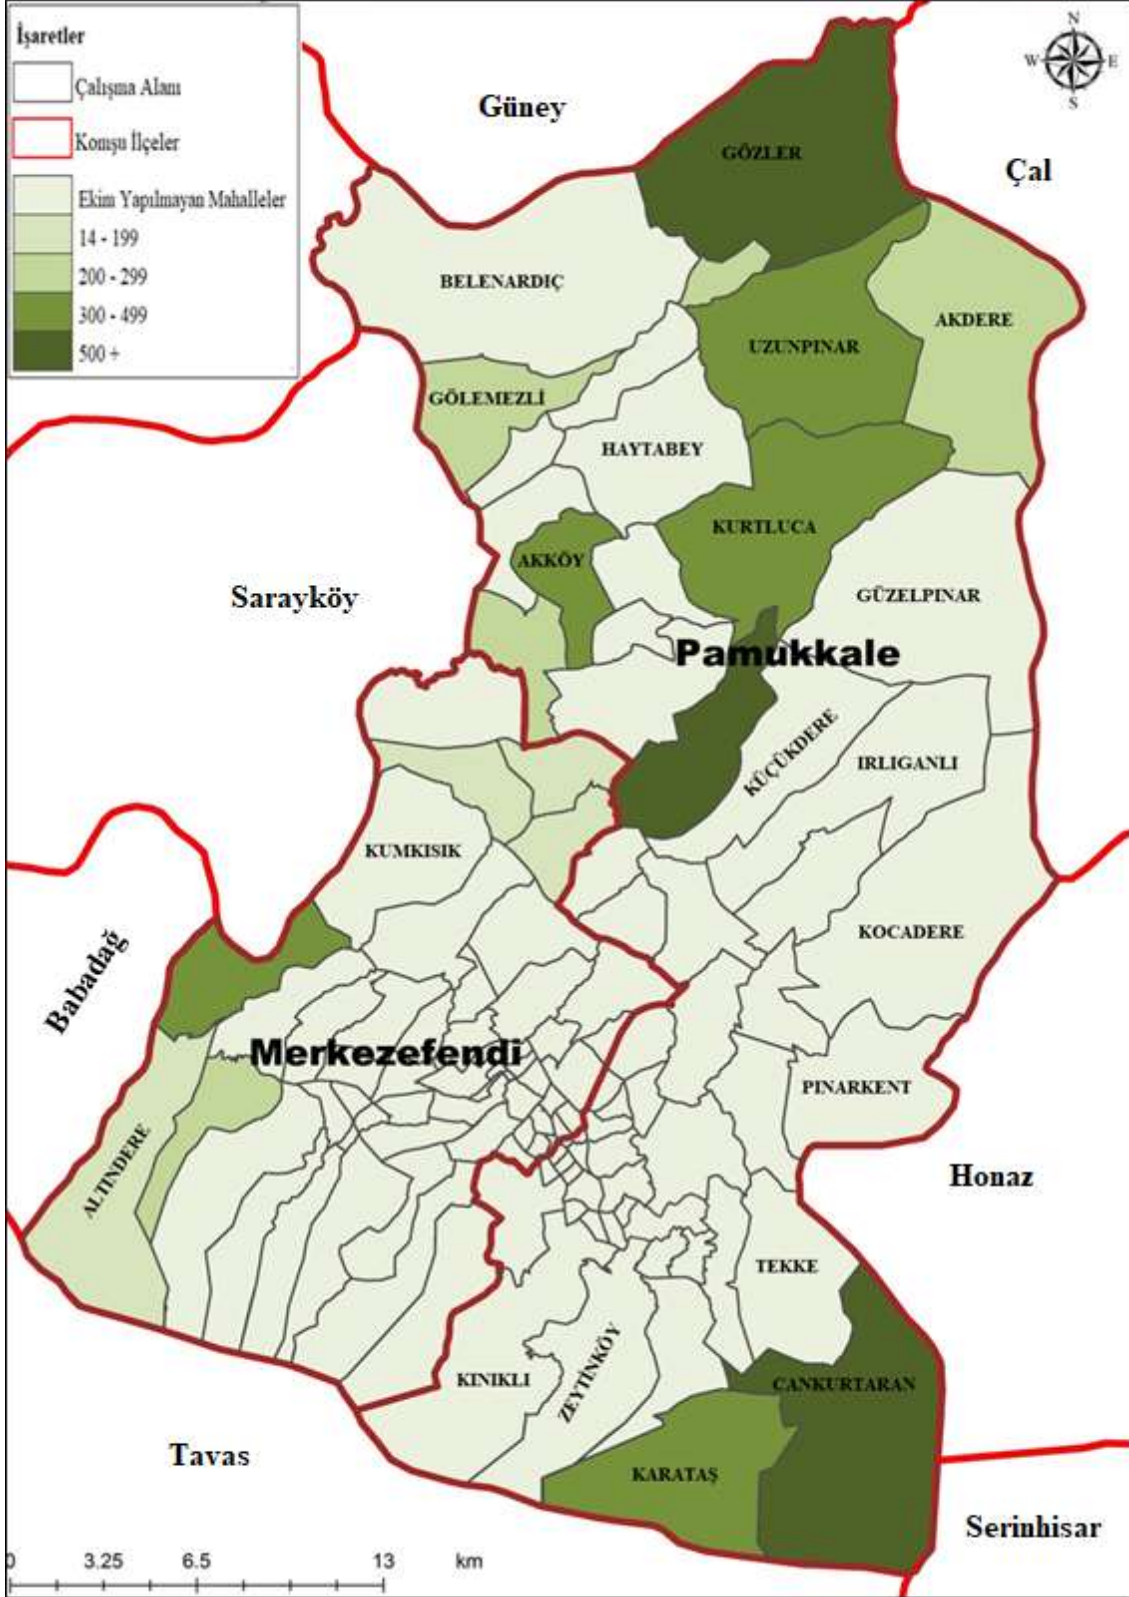 İşaretler
Çalışma Alanı
Komşu İlçeler
Ekim Yapılmayan Mahalleler
14 - 199
200 - 299
300 - 499
500 +
N
W
E
S
Güney
Çal
GÖZLER
BELENARDIÇ
AKDERE
UZUNPINAR
GÖLEMEZLİ
HAYTABEY
KURTLUCA
AKKÖY
Sarayköy
GÜZELPINAR
Pamukkale
KÜÇÜKDERE
IRLIGANLI
KUMKISIK
KOCADERE
Babadağ
Merkezefendi
PINARKENT
ALTINDERE
Honaz
TEKKE
KINIKLI
ZEYTİNKÖY
CANKURTARAN
Tavas
KARATAŞ
Serinhisar
0 3.25 6.5 13 km